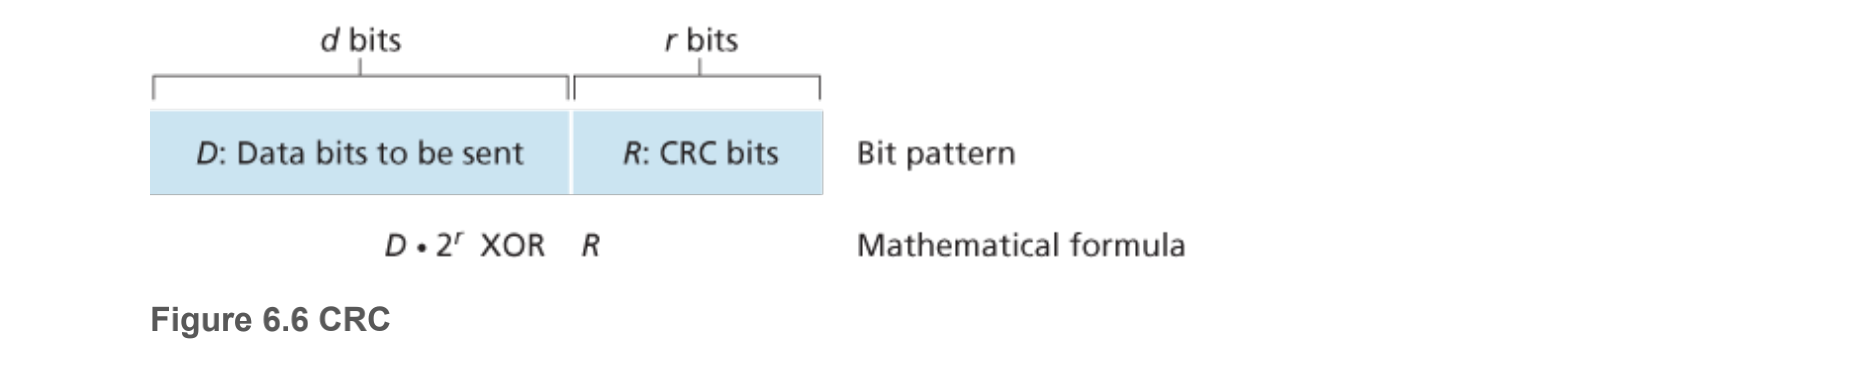 d bits r bits
D: Data bits to be sent R: CRC bits Bit pattern
D • 2^r XOR R Mathematical formula
Figure 6.6 CRC